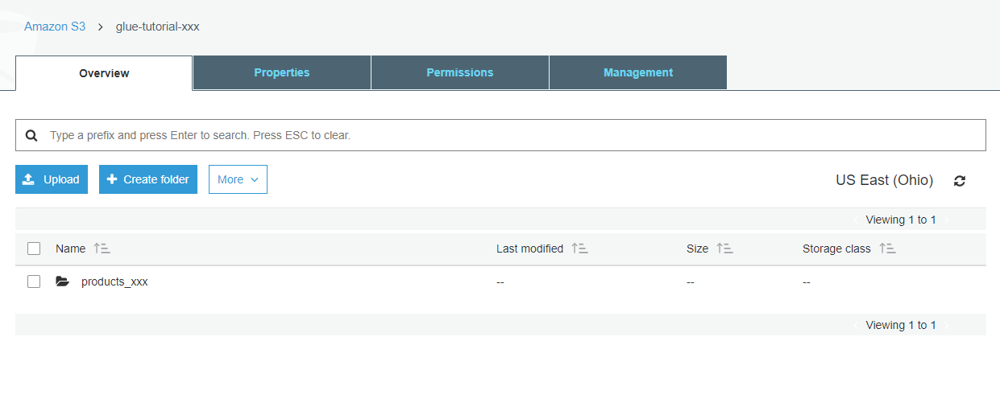 Amazon S3 > glue-tutorial-xxx
Overview Properties Permissions Management
Type a prefix and press Enter to search. Press ESC to clear.
Upload Create folder More US East (Ohio)
Viewing 1 to 1
Name Last modified Size Storage class
products_xxx -- -- --
Viewing 1 to 1